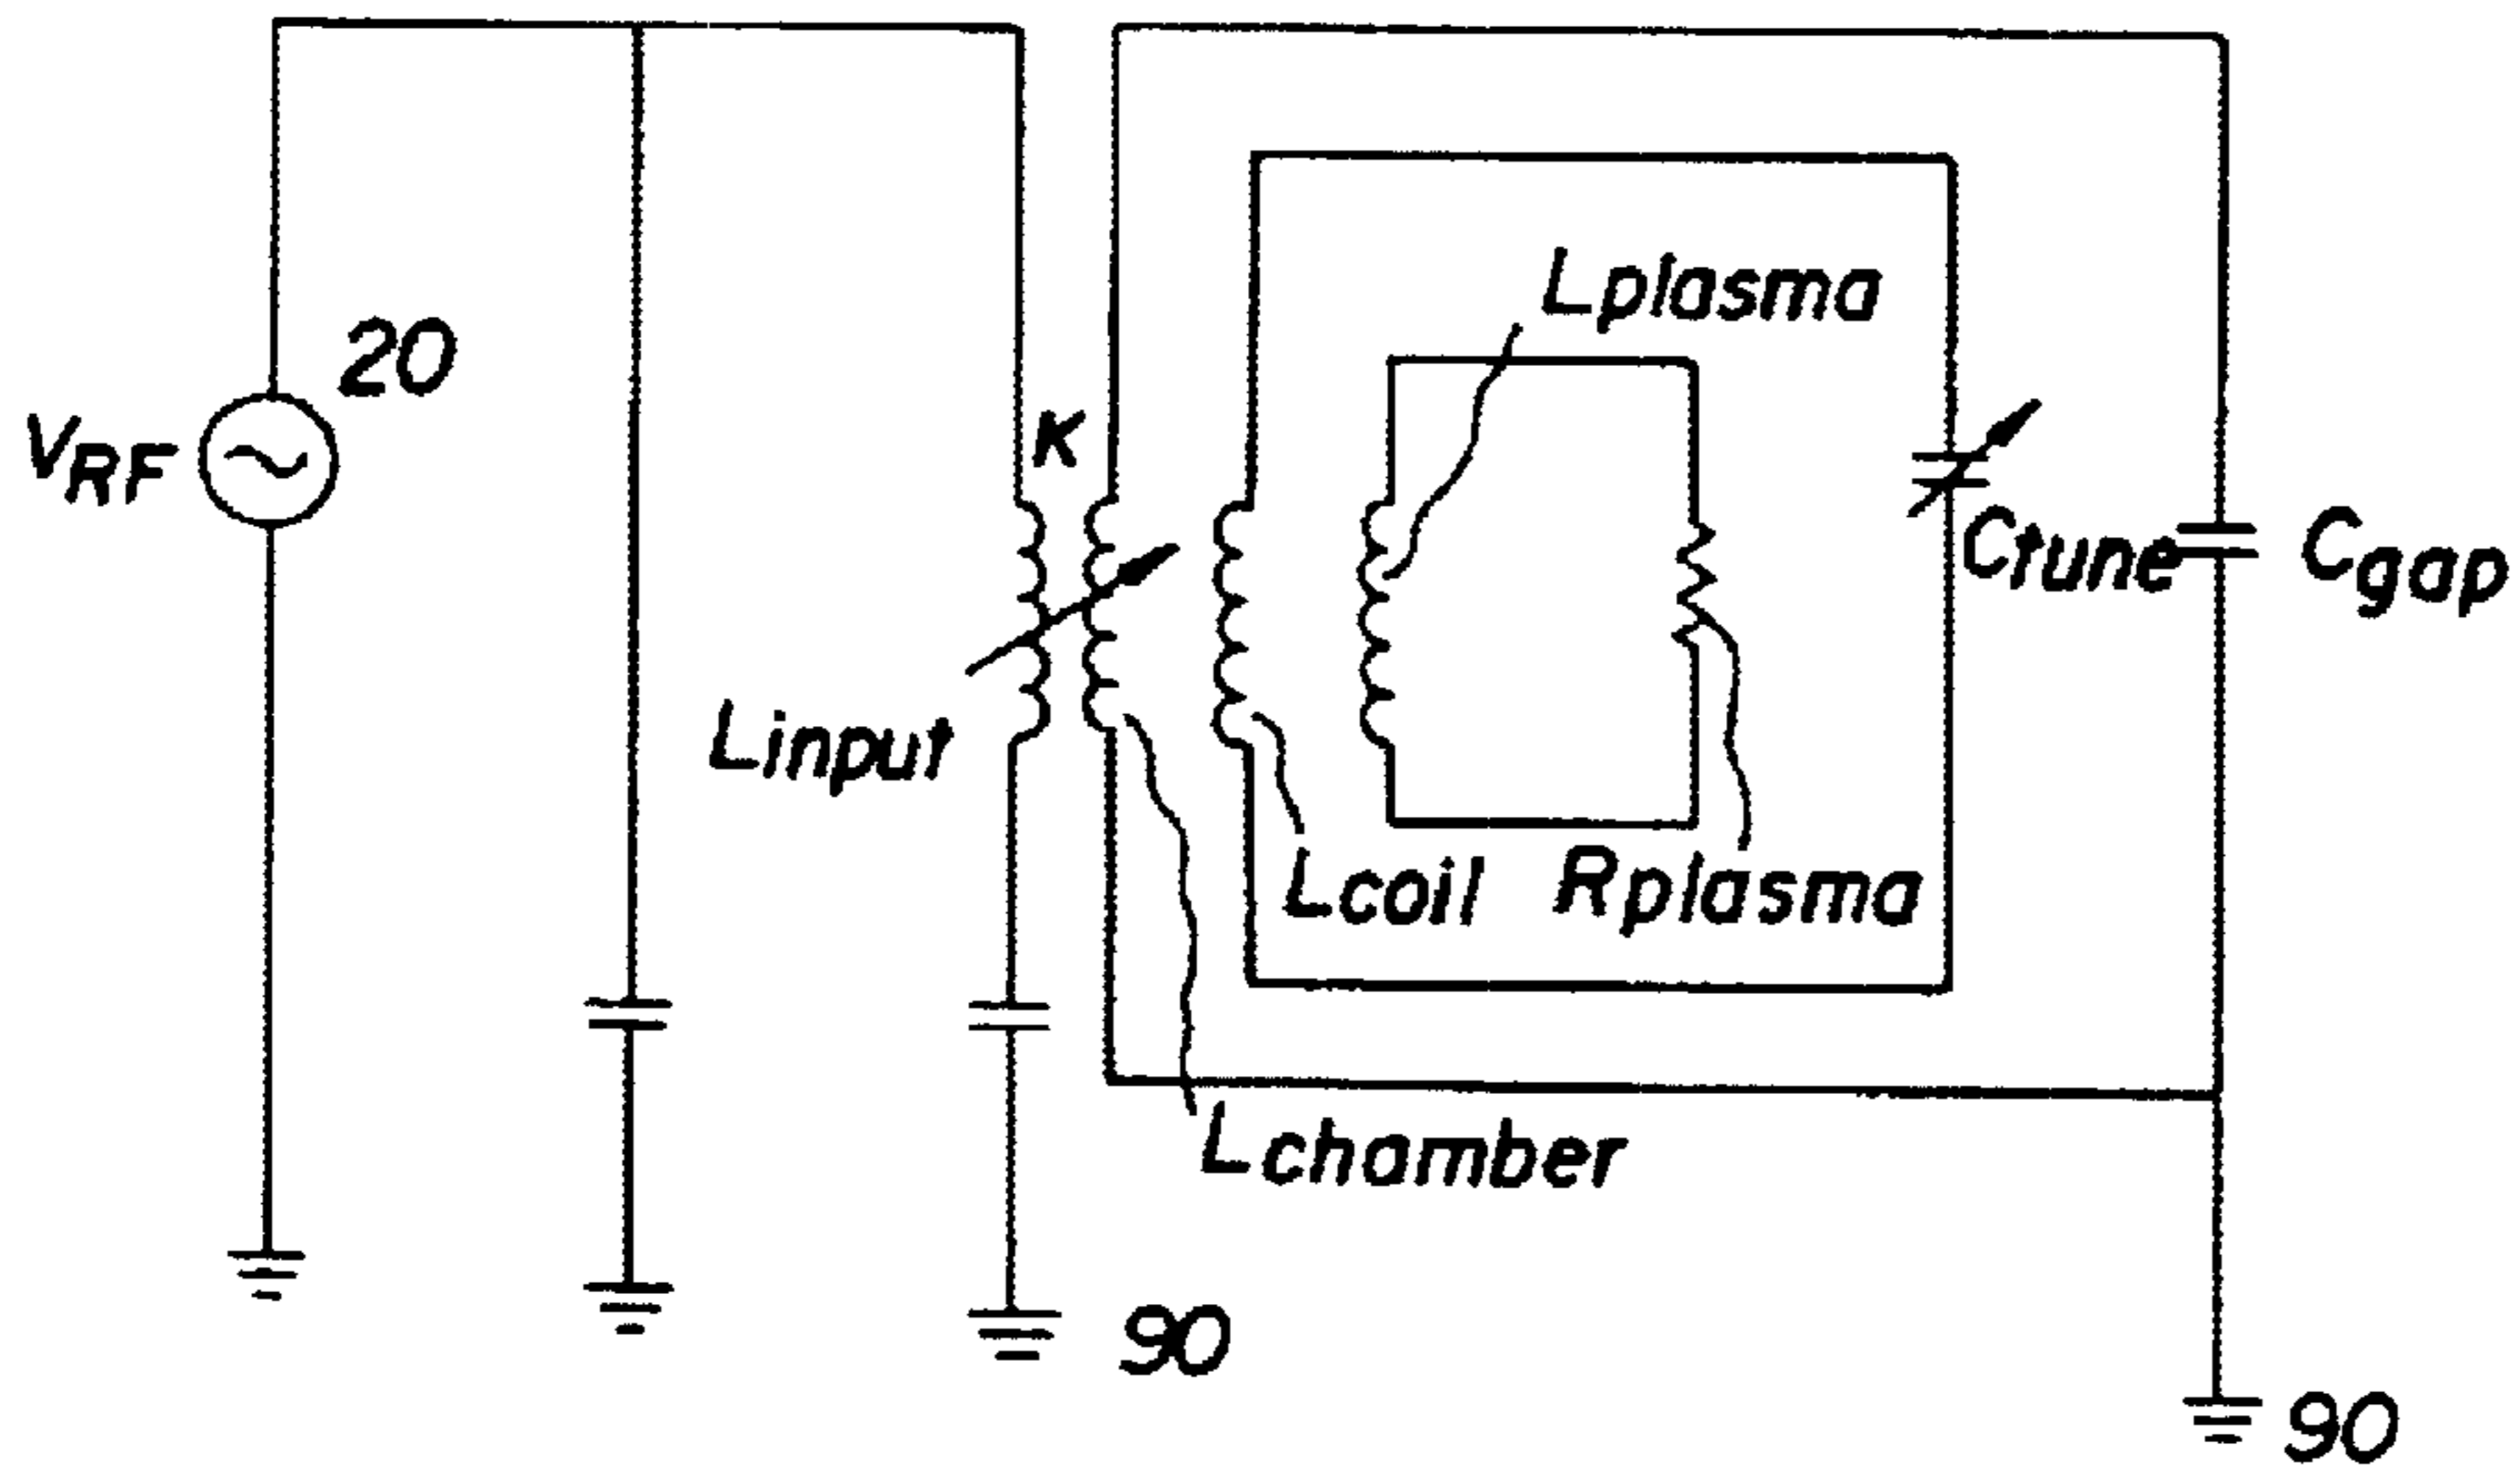 20
VRF
K
Lplasma
Ctune
Cgap
Linput
Lcoil
Rplasma
Lchamber
90
90